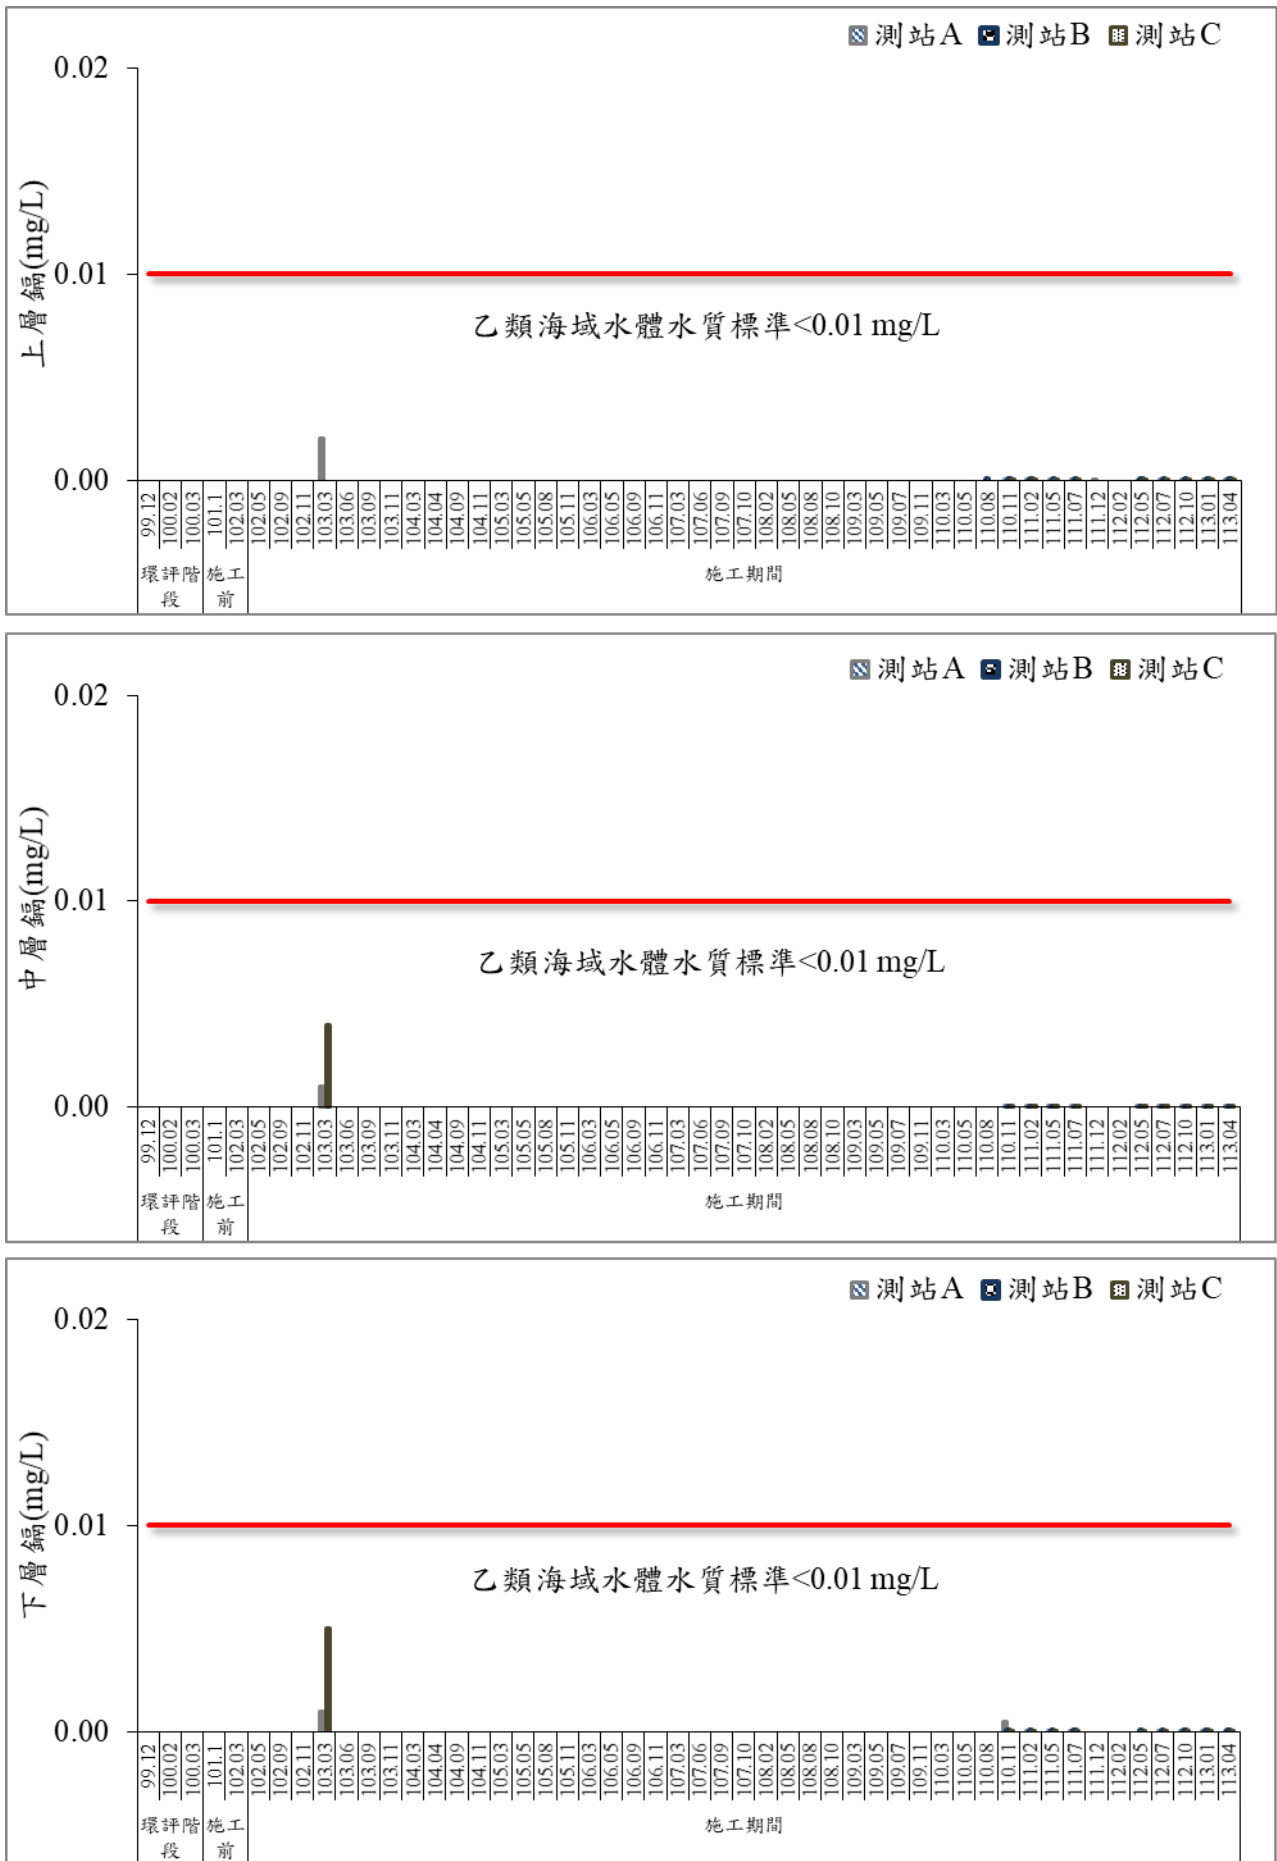 測站A 測站B 測站C
0.02
上層鎘(mg/L)
0.01
乙類海域水體水質標準<0.01 mg/L
0.00
99.12 100.02 100.03 101.1 102.03 102.05 102.09 102.11 103.03 103.06 103.09 103.11 104.03 104.04 104.09 104.11 105.03 105.05 105.08 105.11 106.03 106.05 106.09 106.11 107.03 107.06 107.09 107.10 108.02 108.05 108.08 108.10 109.03 109.05 109.07 109.11 110.03 110.05 110.08 110.11 111.02 111.05 111.07 111.12 112.02 112.05 112.07 112.10 113.01 113.04
環評階 施工 施工期間
段 前
測站A 測站B 測站C
0.02
中層鎘(mg/L)
0.01
乙類海域水體水質標準<0.01 mg/L
0.00
99.12 100.02 100.03 101.1 102.03 102.05 102.09 102.11 103.03 103.06 103.09 103.11 104.03 104.04 104.09 104.11 105.03 105.05 105.08 105.11 106.03 106.05 106.09 106.11 107.03 107.06 107.09 107.10 108.02 108.05 108.08 108.10 109.03 109.05 109.07 109.11 110.03 110.05 110.08 110.11 111.02 111.05 111.07 111.12 112.02 112.05 112.07 112.10 113.01 113.04
環評階 施工 施工期間
段 前
測站A 測站B 測站C
0.02
下層鎘(mg/L)
0.01
乙類海域水體水質標準<0.01 mg/L
0.00
99.12 100.02 100.03 101.1 102.03 102.05 102.09 102.11 103.03 103.06 103.09 103.11 104.03 104.04 104.09 104.11 105.03 105.05 105.08 105.11 106.03 106.05 106.09 106.11 107.03 107.06 107.09 107.10 108.02 108.05 108.08 108.10 109.03 109.05 109.07 109.11 110.03 110.05 110.08 110.11 111.02 111.05 111.07 111.12 112.02 112.05 112.07 112.10 113.01 113.04
環評階 施工 施工期間
段 前